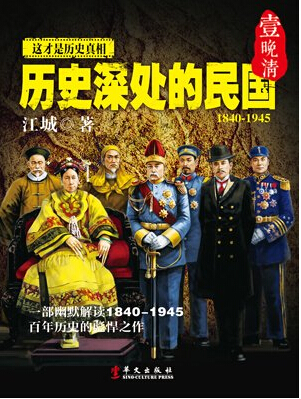 这才是历史真相
壹晚清
历史深处的民国
1840-1945
江城 著
一部幽默解读1840-1945
百年历史的强悍之作
华文出版社
SINO-CULTURE PRESS